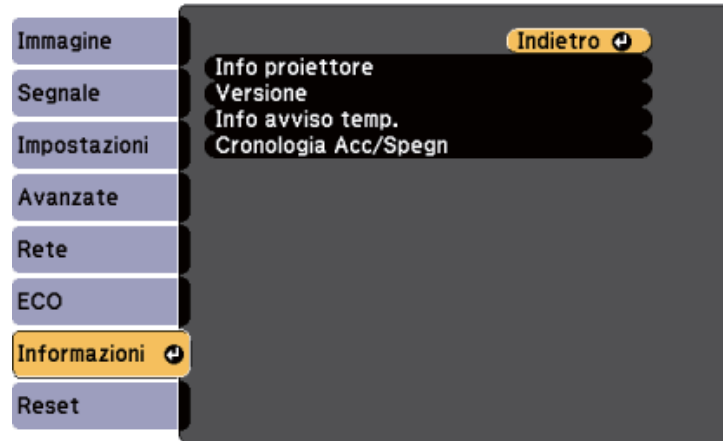 Immagine
Segnale
Impostazioni
Avanzate
Rete
ECO
Informazioni
Reset
Indietro
Info proiettore
Versione
Info avviso temp.
Cronologia Acc/Spegn